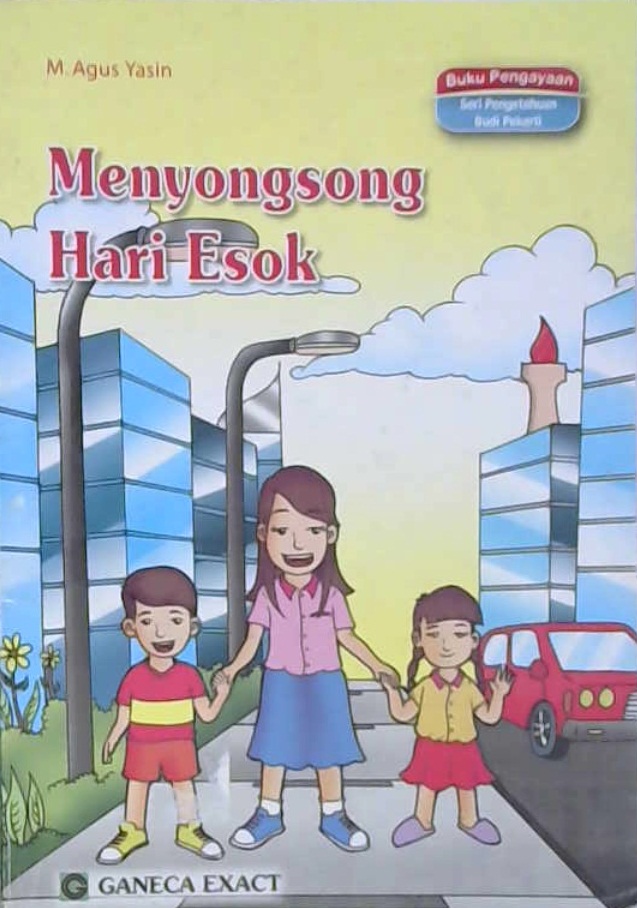 M. Agus Yasin
Buku Pengayaan
Seri Pengetahuan
Budi Pekerti
Menyongsong
Hari Esok
G GANECA EXACT